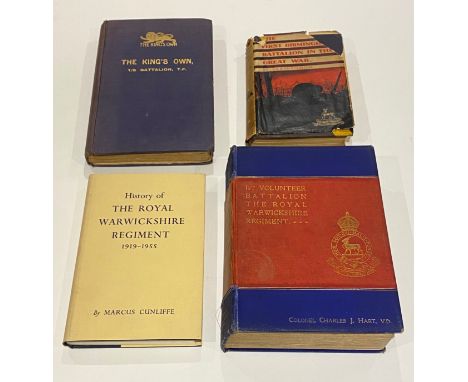 THE KING'S OWN
THE KING'S OWN,
1/5 BATTALION, T.F.
THE
FIRST BIRMINGHAM
BATTALION IN THE
GREAT WAR
History of
THE ROYAL
WARWICKSHIRE
REGIMENT
1919-1955
By MARCUS CUNLIFFE
1ST VOLUNTEER
BATTALION
THE ROYAL
WARWICKSHIRE
REGIMENT.
COLONEL CHARLES J. HART, V.D.